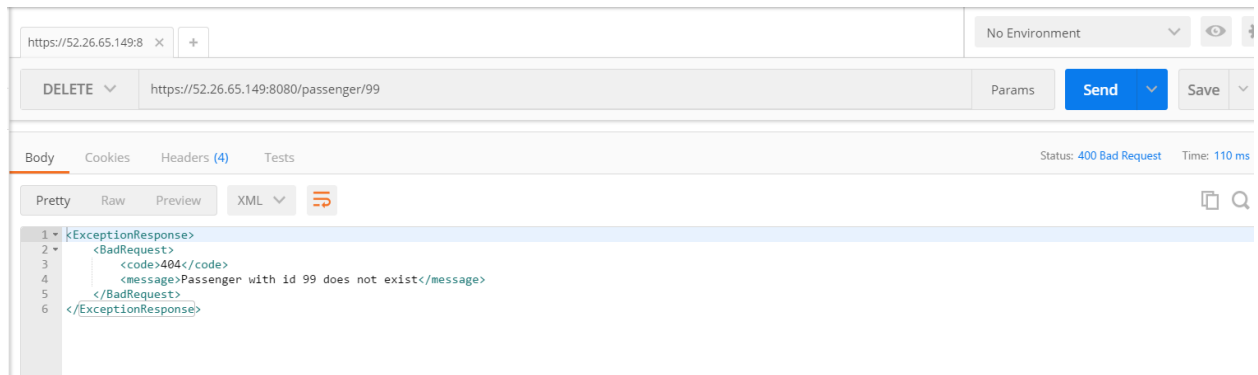 https://52.26.65.149:8 × +
No Environment
DELETE https://52.26.65.149:8080/passenger/99 Params Send Save
Body Cookies Headers (4) Tests Status: 400 Bad Request Time: 110 ms
Pretty Raw Preview XML
1 <ExceptionResponse>
2 <BadRequest>
3 <code>404</code>
4 <message>Passenger with id 99 does not exist</message>
5 </BadRequest>
6 </ExceptionResponse>